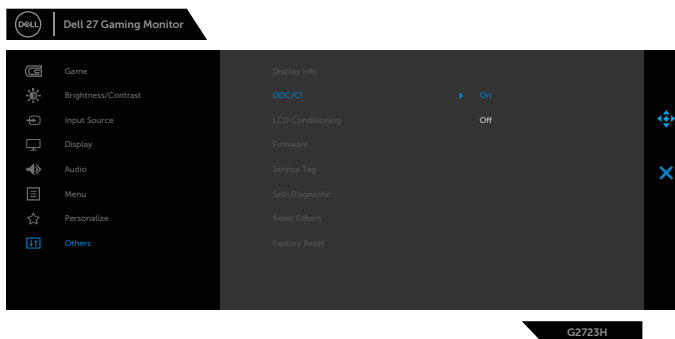 DELL Dell 27 Gaming Monitor
Game Display Info
Brightness/Contrast DDC/CI On
Input Source LCD Conditioning Off
Display Firmware
Audio Service Tag
Menu Self-Diagnostic
Personalize Reset Others
Others Factory Reset
G2723H